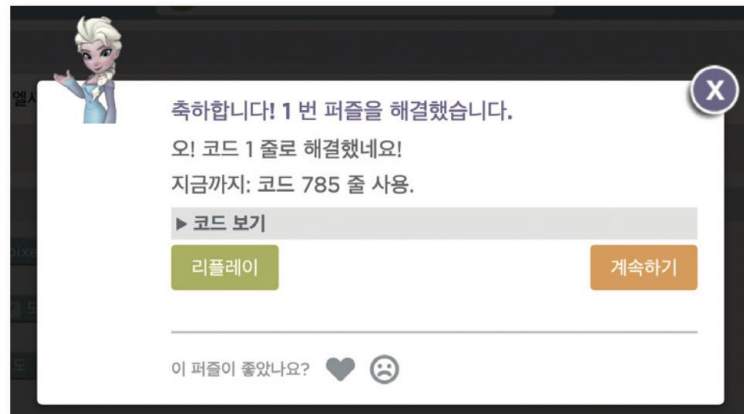 엘사
X
축하합니다! 1 번 퍼즐을 해결했습니다.
오! 코드 1 줄로 해결했네요!
지금까지: 코드 785 줄 사용.
▶ 코드 보기
리플레이
계속하기
이 퍼즐이 좋았나요?